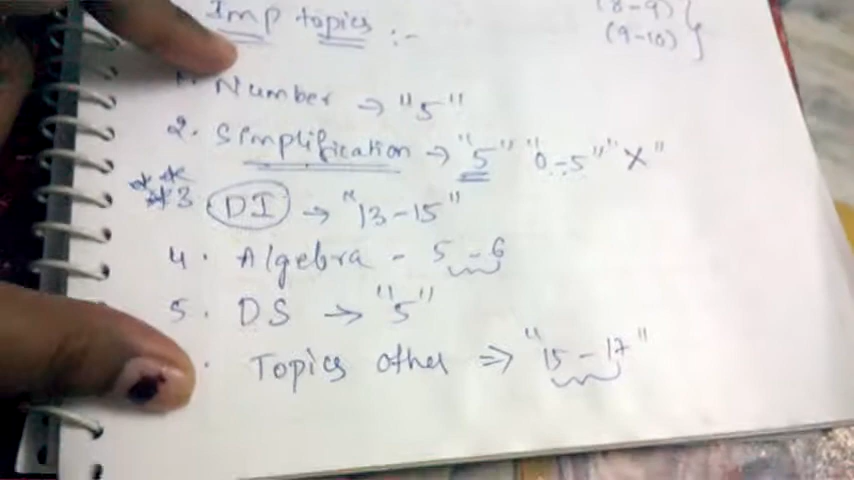 Imp topics :-
(8-9)
(9-10) }
1. Number → "5"
2. Simplification → "5" "0-5" "X"
3 DI → "13-15"
4. Algebra - 5-6
5. DS → "5"
. Topics other ⇒ "15-17"